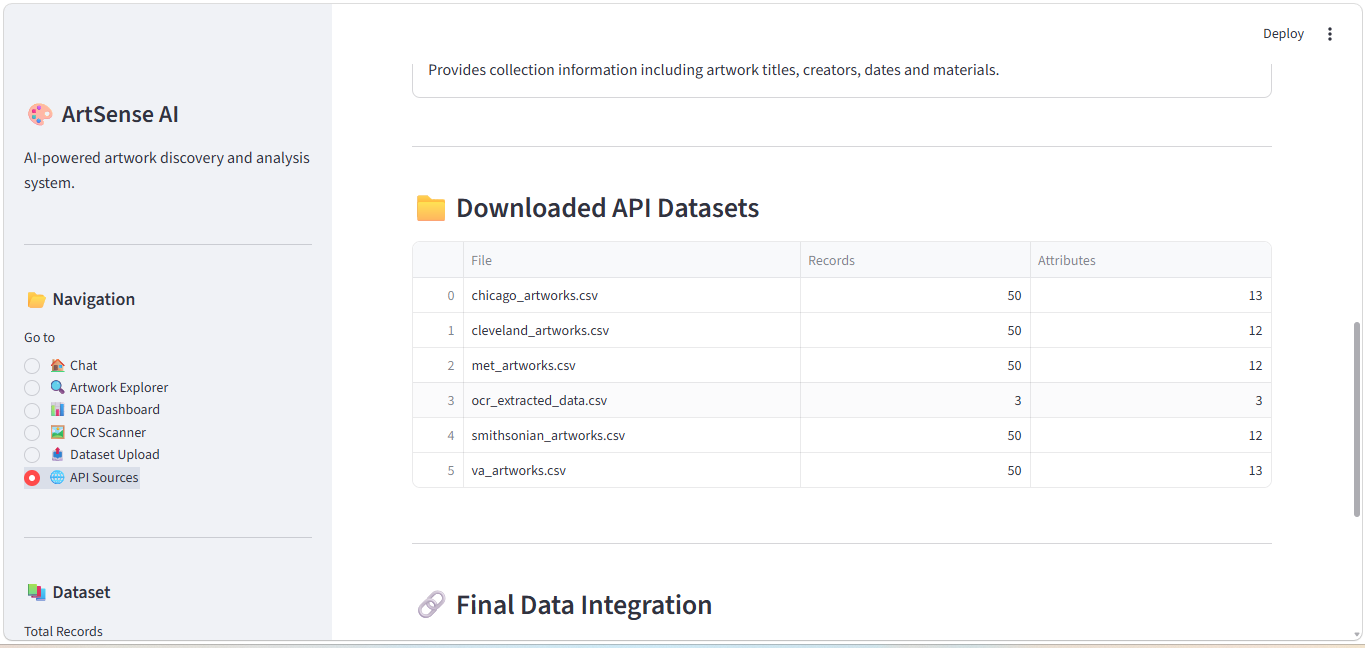 Deploy
ArtSense AI
AI-powered artwork discovery and analysis
system.
Navigation
Go to
Chat
Artwork Explorer
EDA Dashboard
OCR Scanner
Dataset Upload
API Sources
Dataset
Total Records
Provides collection information including artwork titles, creators, dates and materials.
Downloaded API Datasets
File Records Attributes
0 chicago_artworks.csv 50 13
1 cleveland_artworks.csv 50 12
2 met_artworks.csv 50 12
3 ocr_extracted_data.csv 3 3
4 smithsonian_artworks.csv 50 12
5 va_artworks.csv 50 13
Final Data Integration